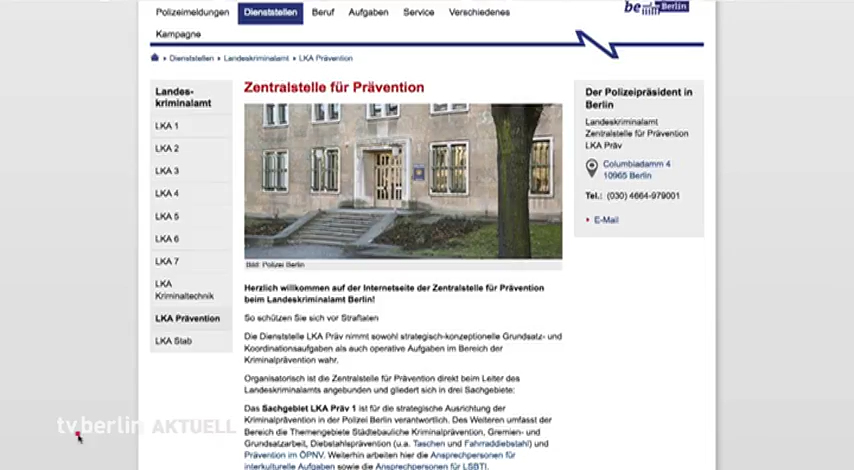 Polizeimeldungen Dienststellen Beruf Aufgaben Service Verschiedenes
be Berlin
Kampagne
Dienststellen Landeskriminalamt LKA Prävention
Landes-
kriminalamt
LKA 1
LKA 2
LKA 3
LKA 4
LKA 5
LKA 6
LKA 7
LKA
Kriminaltechnik
LKA Prävention
LKA Stab
Zentralstelle für Prävention
Bild: Polizei Berlin
Herzlich willkommen auf der Internetseite der Zentralstelle für Prävention
beim Landeskriminalamt Berlin!
So schützen Sie sich vor Straftaten
Die Dienststelle LKA Präv nimmt sowohl strategisch-konzeptionelle Grundsatz- und
Koordinationsaufgaben als auch operative Aufgaben im Bereich der
Kriminalprävention wahr.
Organisatorisch ist die Zentralstelle für Prävention direkt beim Leiter des
Landeskriminalamts angebunden und gliedert sich in drei Sachgebiete:
Das Sachgebiet LKA Präv 1 ist für die strategische Ausrichtung der
Kriminalprävention in der Polizei Berlin verantwortlich. Des Weiteren umfasst der
Bereich die Themengebiete Städtebauliche Kriminalprävention, Gremien- und
Grundsatzarbeit, Diebstahlsprävention (u.a. Taschen und Fahrraddiebstahl) und
Prävention im ÖPNV. Weiterhin arbeiten hier die Ansprechpersonen für
interkulturelle Aufgaben sowie die Ansprechpersonen für LSBTI.
Der Polizeipräsident in
Berlin
Landeskriminalamt
Zentralstelle für Prävention
LKA Präv
Columbiadamm 4
10965 Berlin
Tel.: (030) 4664-979001
E-Mail
tv.berlin AKTUELL